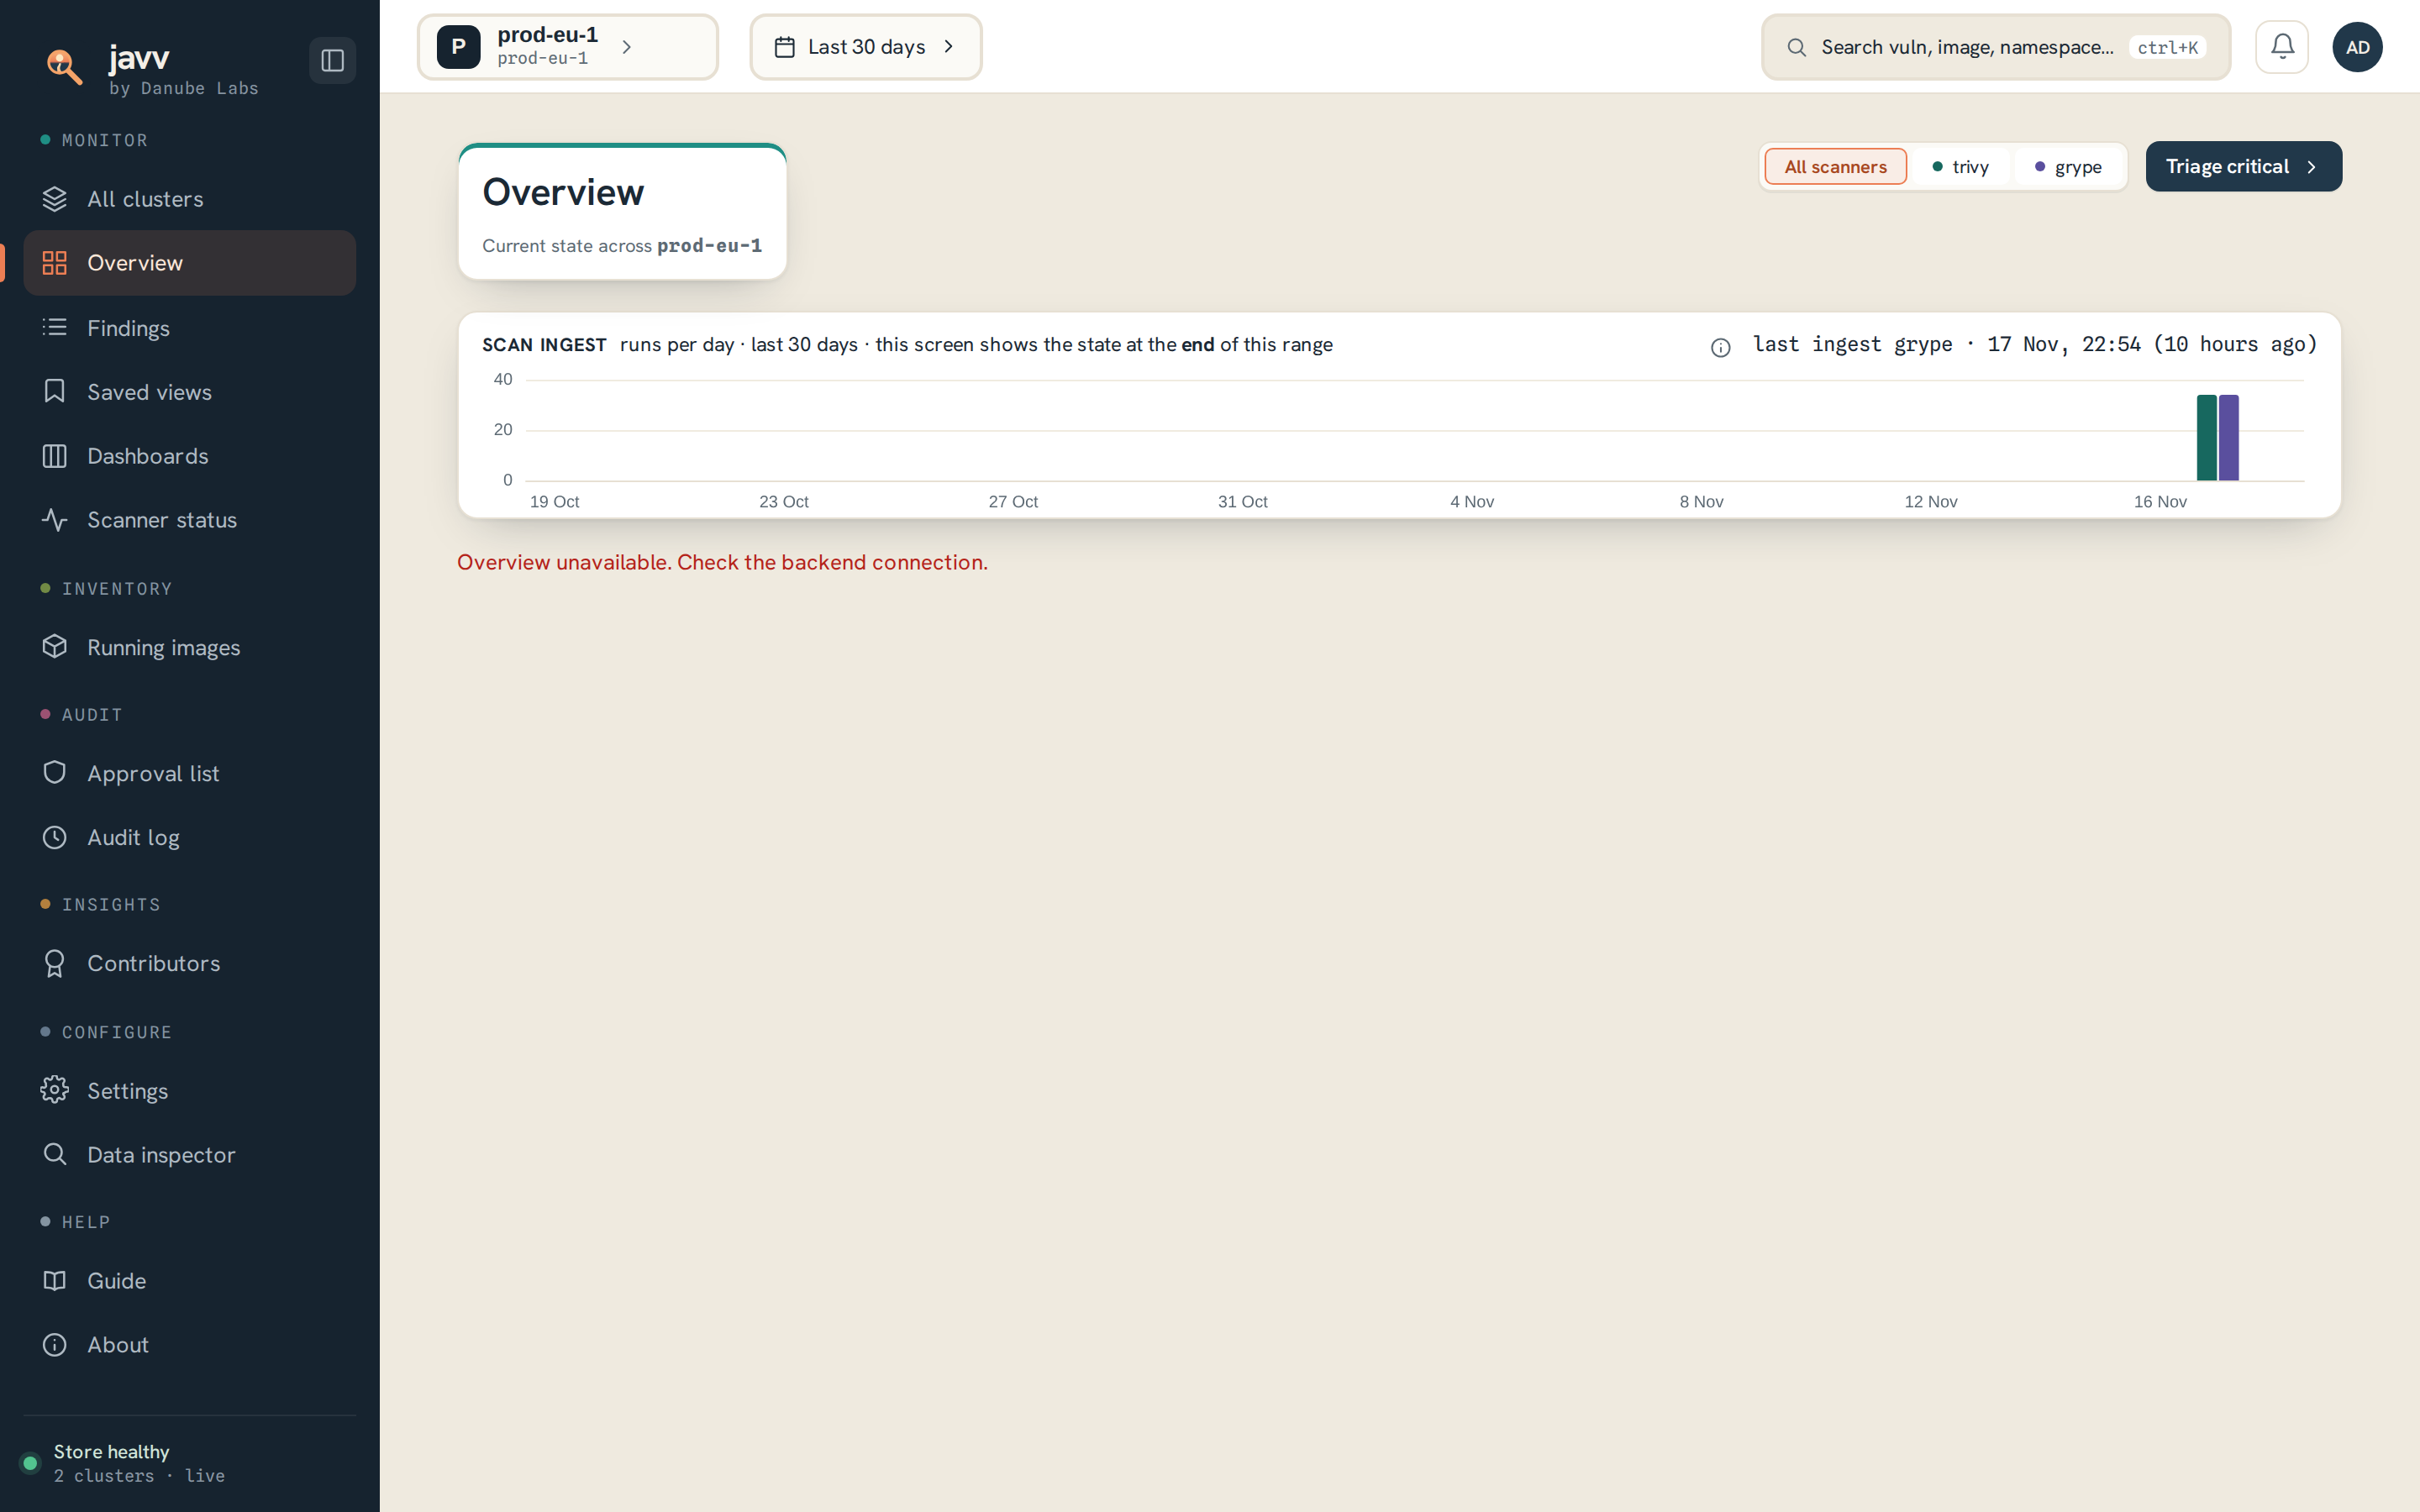 javv
by Danube Labs
MONITOR
All clusters
Overview
Findings
Saved views
Dashboards
Scanner status
INVENTORY
Running images
AUDIT
Approval list
Audit log
INSIGHTS
Contributors
CONFIGURE
Settings
Data inspector
HELP
Guide
About
Store healthy
2 clusters · live
P
prod-eu-1
prod-eu-1
Last 30 days
Search vuln, image, namespace... ctrl+K
AD
Overview
Current state across prod-eu-1
All scanners trivy grype
Triage critical
SCAN INGEST runs per day · last 30 days · this screen shows the state at the end of this range
last ingest grype · 17 Nov, 22:54 (10 hours ago)
40
20
0
19 Oct 23 Oct 27 Oct 31 Oct 4 Nov 8 Nov 12 Nov 16 Nov
Overview unavailable. Check the backend connection.